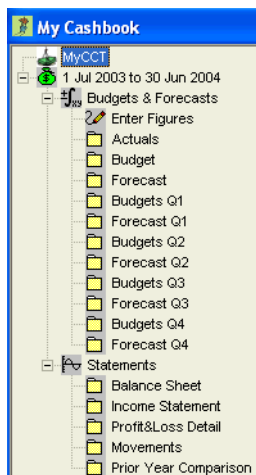 My Cashbook
MyCCT
1 Jul 2003 to 30 Jun 2004
Budgets & Forecasts
Enter Figures
Actuals
Budget
Forecast
Budgets Q1
Forecast Q1
Budgets Q2
Forecast Q2
Budgets Q3
Forecast Q3
Budgets Q4
Forecast Q4
Statements
Balance Sheet
Income Statement
Profit&Loss Detail
Movements
Prior Year Comparison